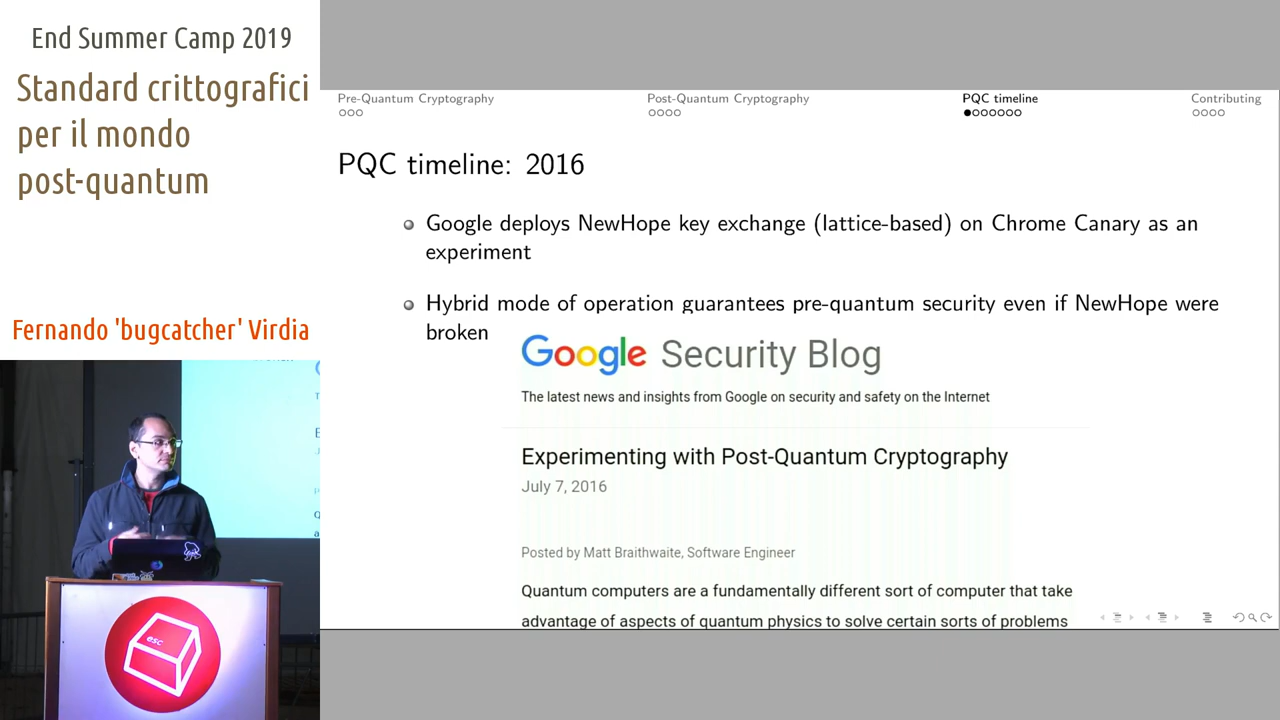 End Summer Camp 2019
Standard crittografici
per il mondo
post-quantum
Fernando 'bugcatcher' Virdia
esc
Pre-Quantum Cryptography
Post-Quantum Cryptography
PQC timeline
Contributing
PQC timeline: 2016
Google deploys NewHope key exchange (lattice-based) on Chrome Canary as an
experiment
Hybrid mode of operation guarantees pre-quantum security even if NewHope were
broken
Google Security Blog
The latest news and insights from Google on security and safety on the Internet
Experimenting with Post-Quantum Cryptography
July 7, 2016
Posted by Matt Braithwaite, Software Engineer
Quantum computers are a fundamentally different sort of computer that take
advantage of aspects of quantum physics to solve certain sorts of problems